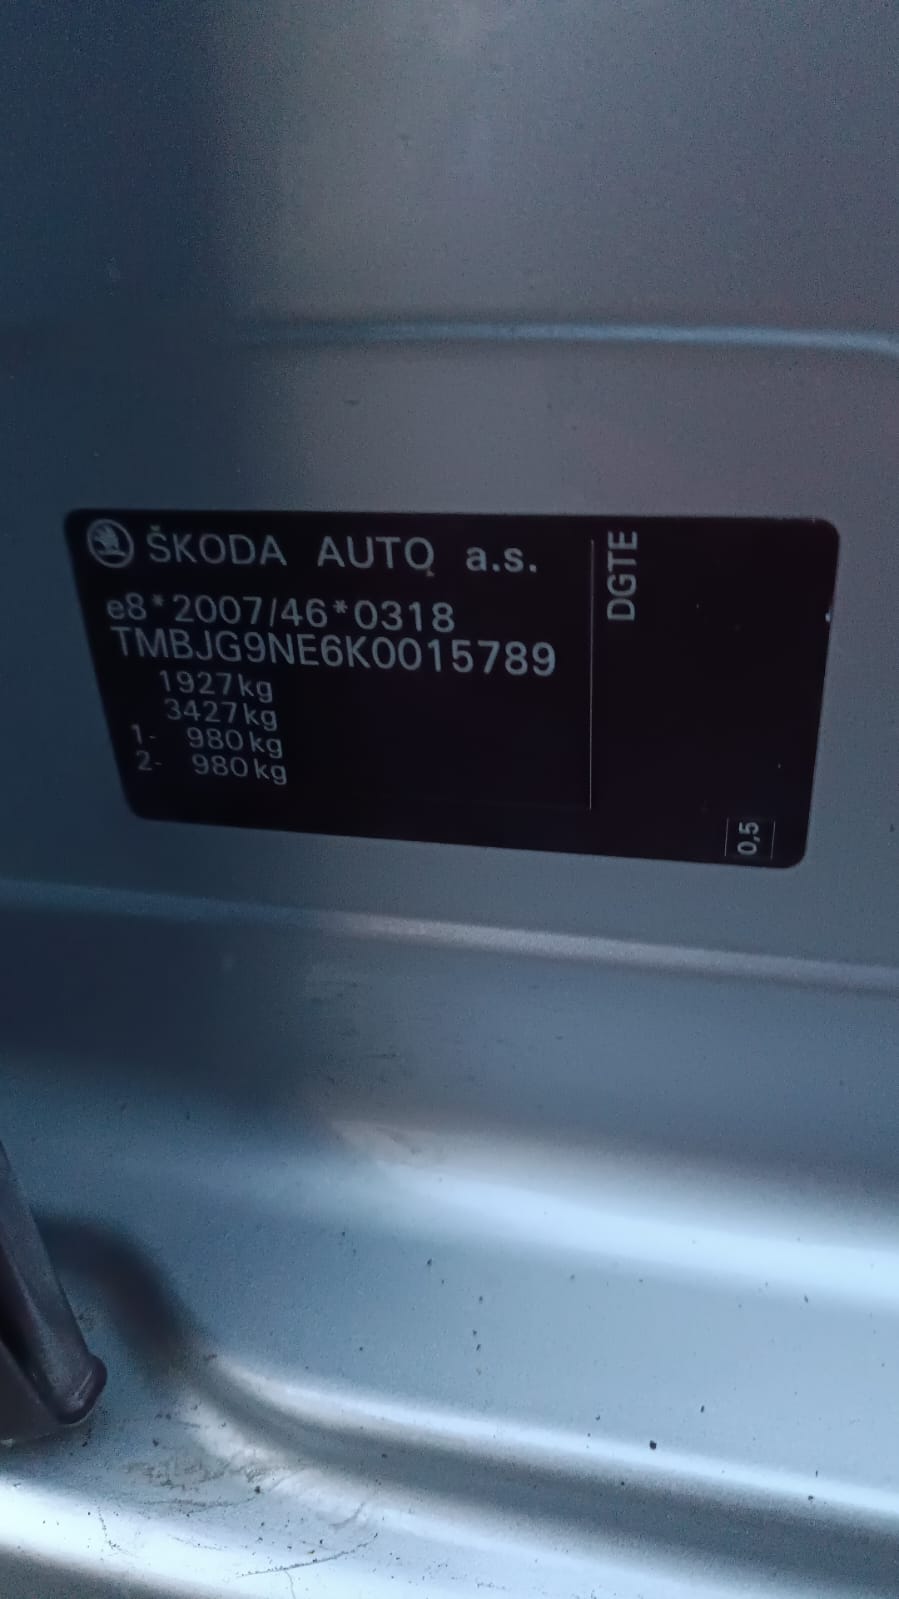 ŠKODA AUTO a.s.
e8*2007/46*0318
TMBJG9NE6K0015789
1927kg
3427kg
1- 980kg
2- 980kg
DGTE
0,5